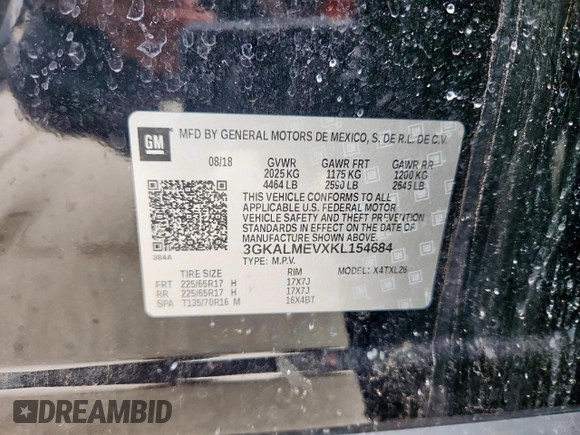 GM
MFD BY GENERAL MOTORS DE MEXICO, S. DE R.L. DE C.V.
08/18 GVWR GAWR FRT GAWR RR
2025 KG 1175 KG 1200 KG
4464 LB 2590 LB 2645 LB
THIS VEHICLE CONFORMS TO ALL
APPLICABLE U.S. FEDERAL MOTOR
VEHICLE SAFETY AND THEFT PREVENTION
STANDARDS IN EFFECT ON THE DATE OF
MANUFACTURE SHOWN ABOVE.
384A 3GKALMEVXKL154684
TYPE: M.P.V. MODEL: X4TXL26
TIRE SIZE RIM
FRT 225/65R17 H 17X7J
RR 225/65R17 H 17X7J
SPA T135/70R16 M 16X4BT
DREAMBID